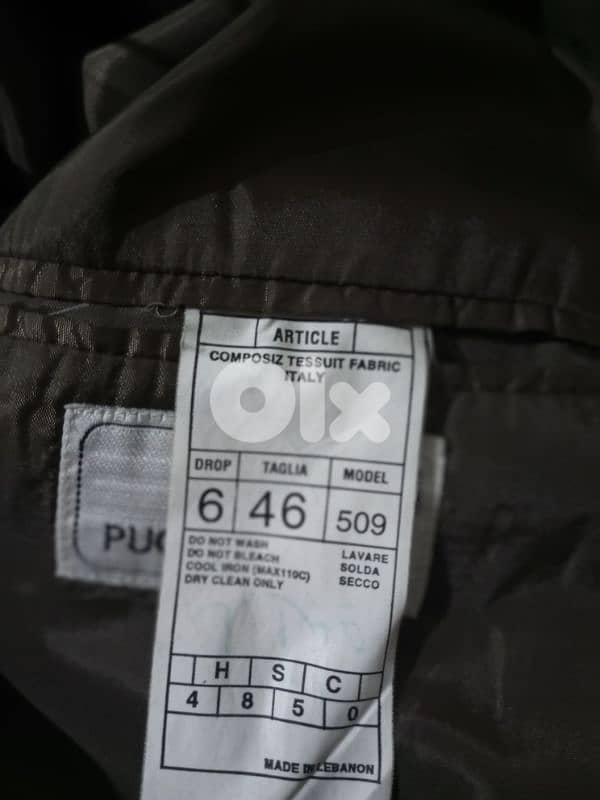 ARTICLE
COMPOSIZ TESSUIT FABRIC
ITALY
olx
DROP TAGLIA MODEL
6 46 509
DO NOT WASH
DO NOT BLEACH
COOL IRON (MAX110C)
DRY CLEAN ONLY
LAVARE
SOLDA
SECCO
PU
H S C
4 8 5 0
MADE IN LEBANON